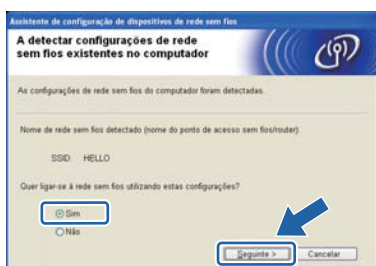 Assistente de configuração de dispositivos de rede sem fios
A detectar configurações de rede
sem fios existentes no computador
As configurações de rede sem fios do computador foram detectadas.
Nome de rede sem fios detectado (nome do ponto de acesso sem fios/router):
SSID: HELLO
Quer ligar-se à rede sem fios utilizando estas configurações?
Sim
Não
Seguinte > Cancelar